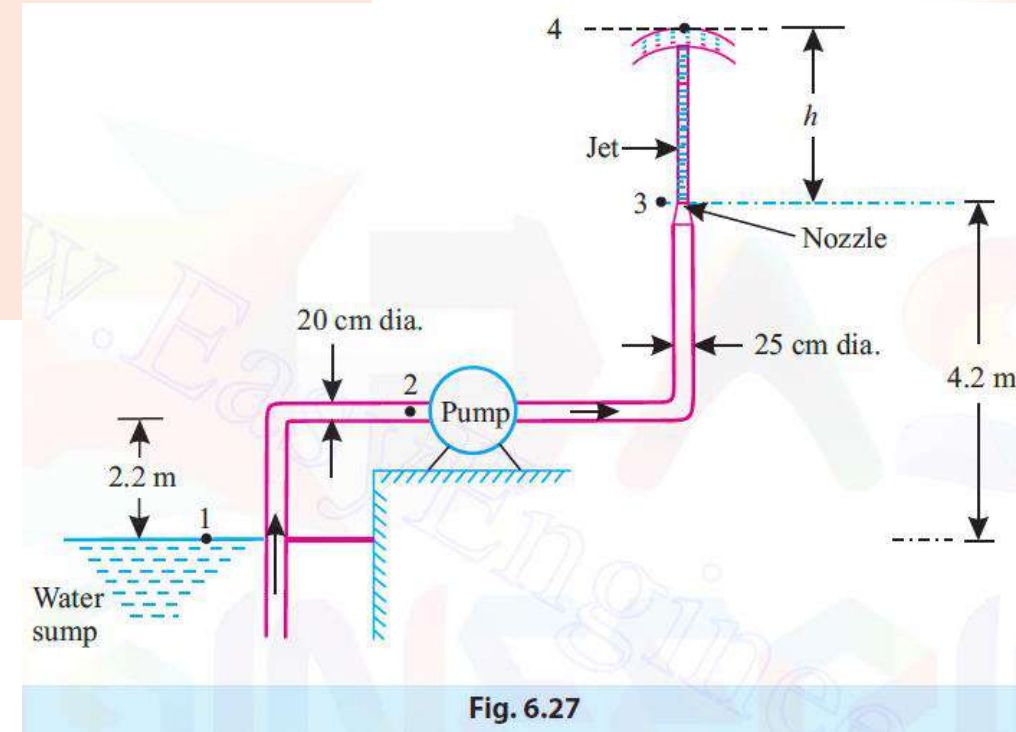 4
h
Jet
3
Nozzle
20 cm dia.
25 cm dia.
2
Pump
4.2 m
2.2 m
1
Water
sump
Fig. 6.27